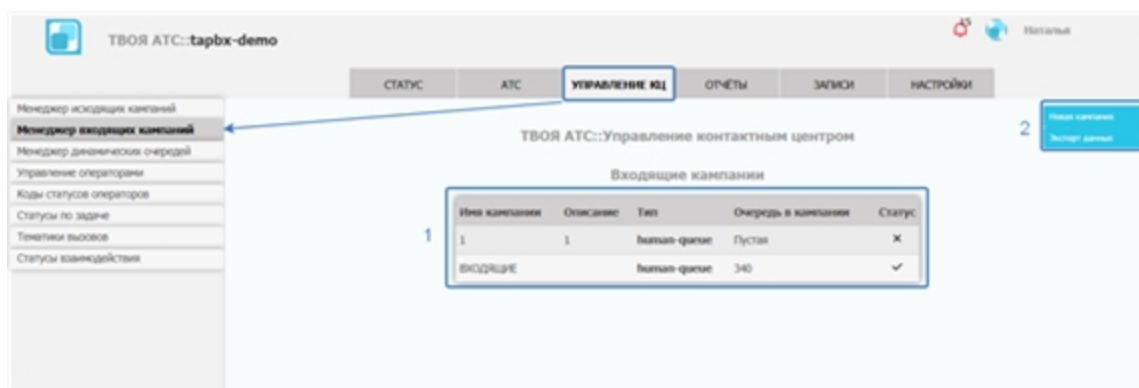 ТВОЯ АТС::tapbx-demo
15
Наталья
СТАТУС АТС УПРАВЛЕНИЕ КЦ ОТЧЁТЫ ЗАПИСИ НАСТРОЙКИ
Менеджер исходящих кампаний
Менеджер входящих кампаний
Менеджер динамических очередей
Управление операторами
Коды статусов операторов
Статусы по задаче
Тематики вызовов
Статусы взаимодействия
2
Новая кампания
Экспорт данных
ТВОЯ АТС::Управление контактным центром
Входящие кампании
1
Имя кампании Описание Тип Очередь в кампании Статус
1 1 human-queue Пустая ✕
ВХОДЯЩИЕ human-queue 340 ✓